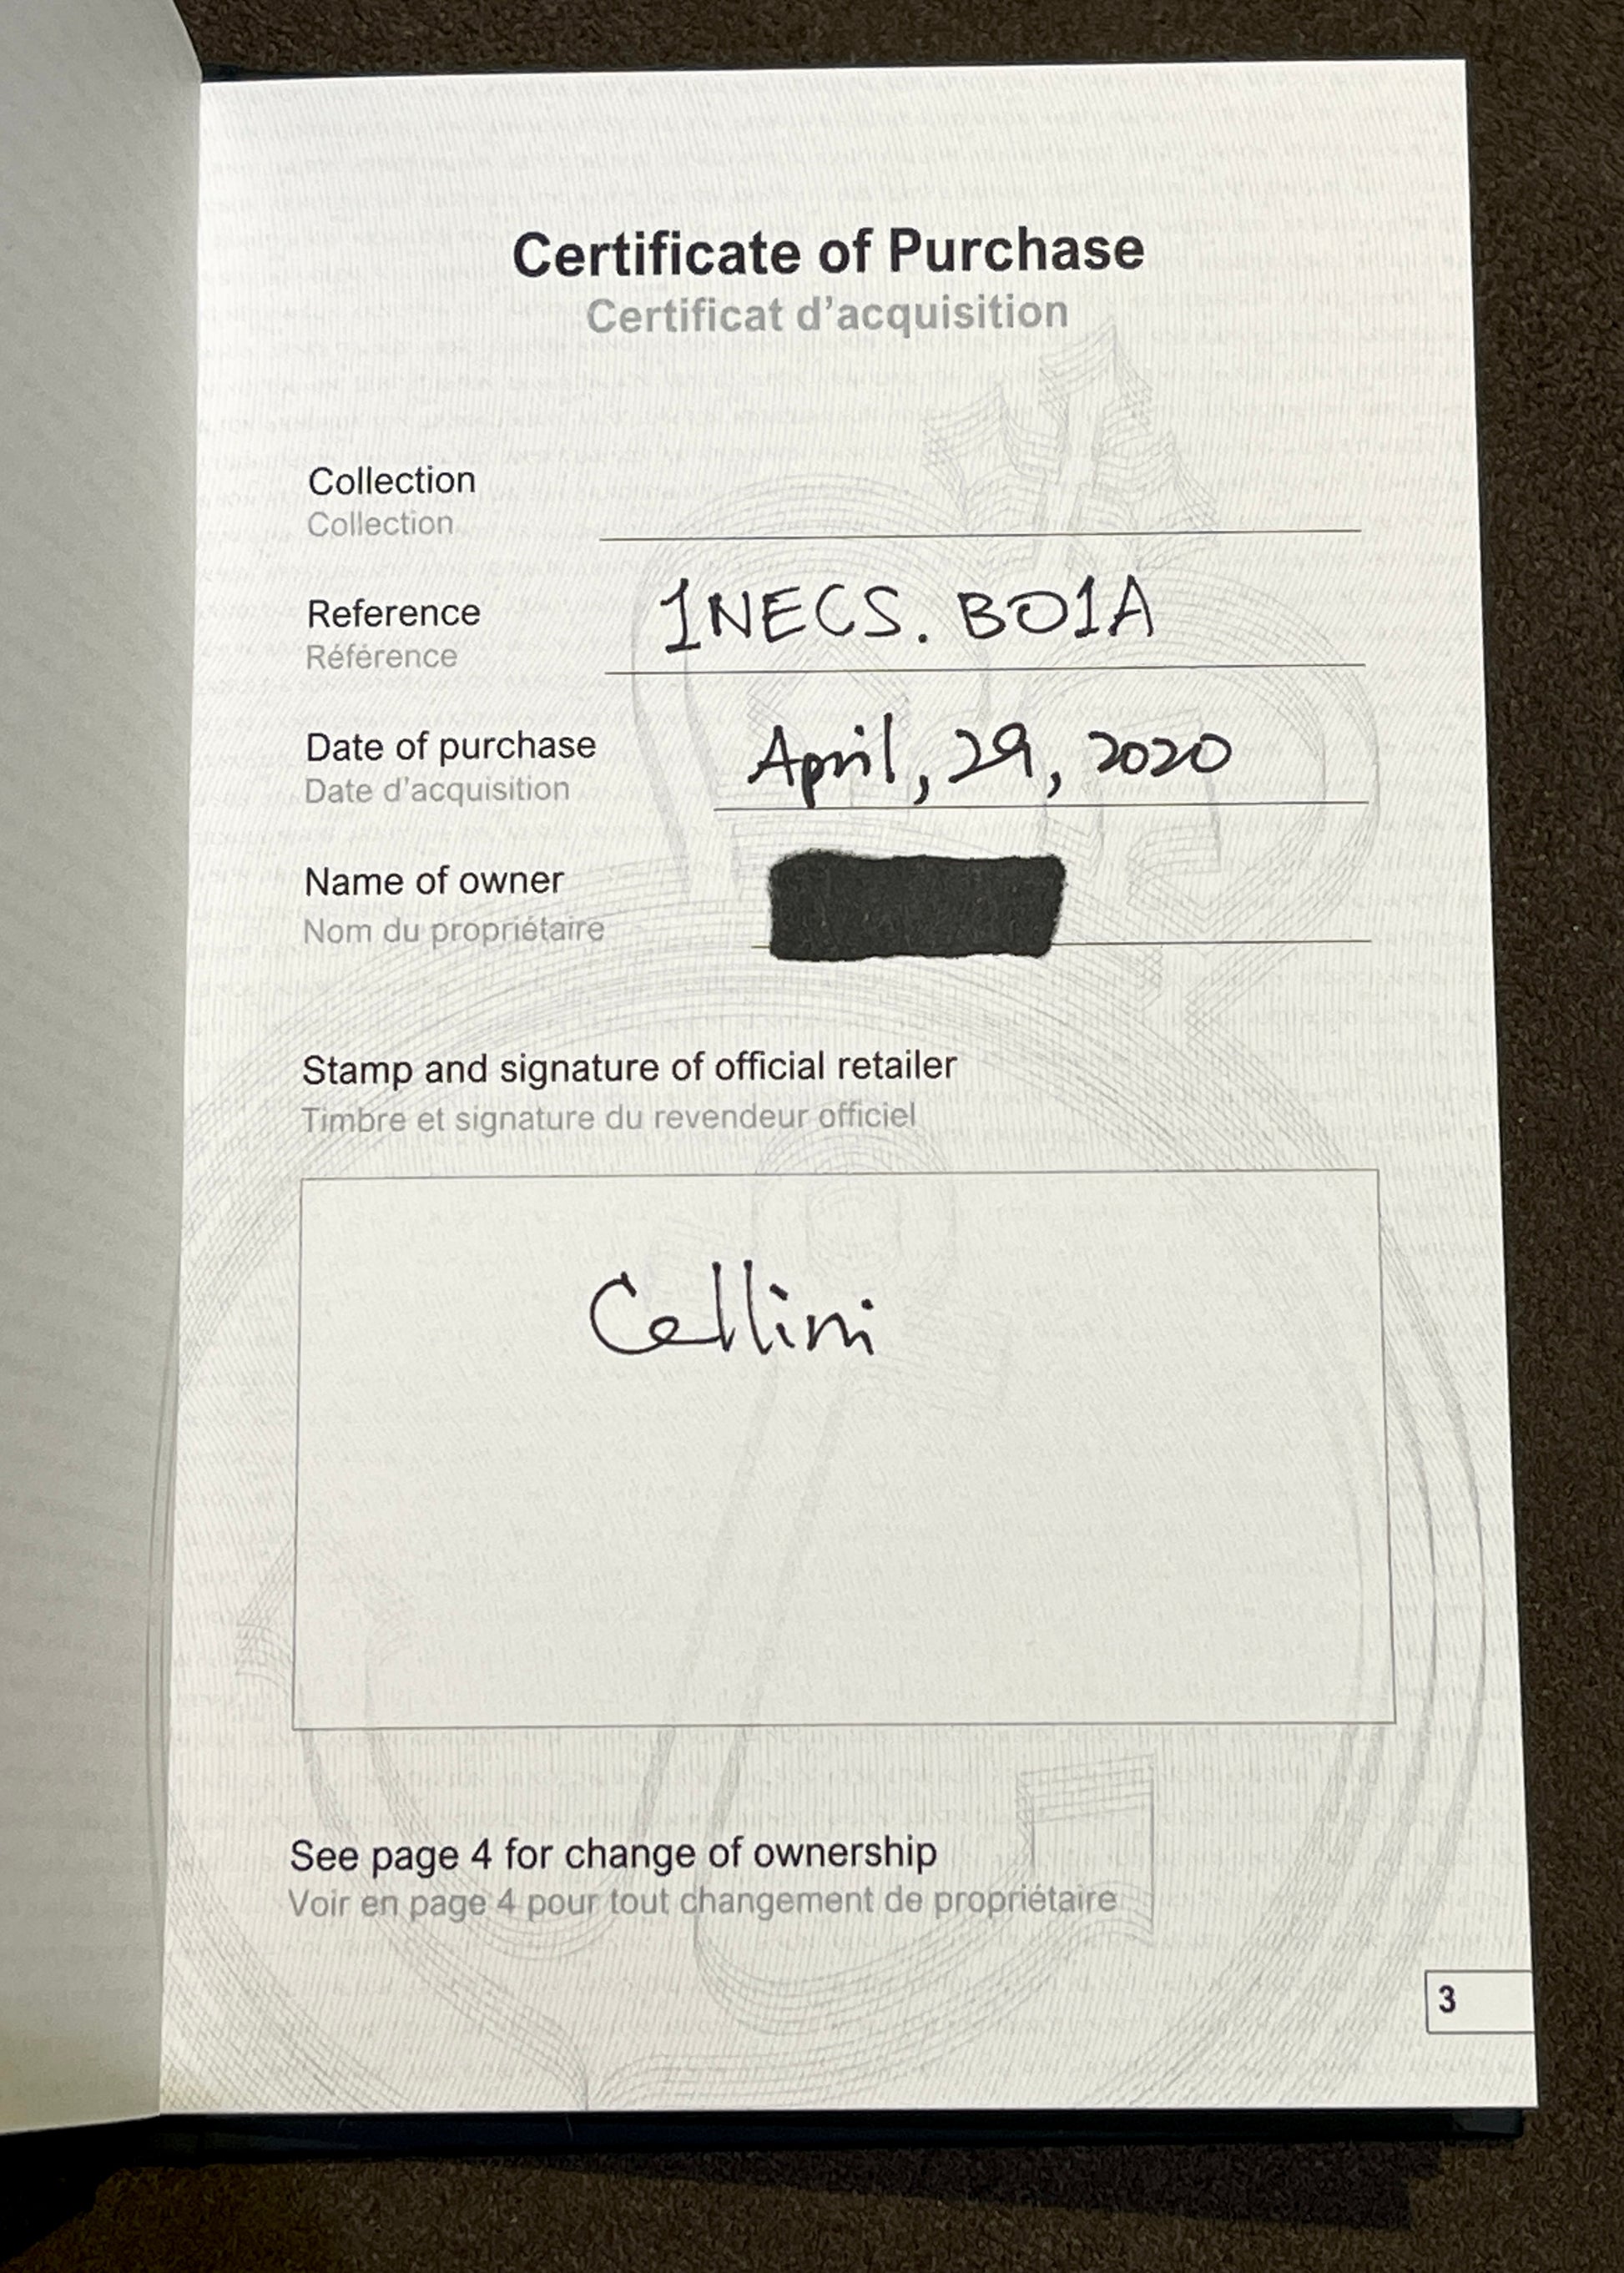 Certificate of Purchase
Certificat d'acquisition
Collection
Collection
Reference
Référence
1NECS. B01A
Date of purchase
Date d'acquisition
April, 29, 2020
Name of owner
Nom du propriétaire
Stamp and signature of official retailer
Timbre et signature du revendeur officiel
Cellini
See page 4 for change of ownership
Voir en page 4 pour tout changement de propriétaire
3